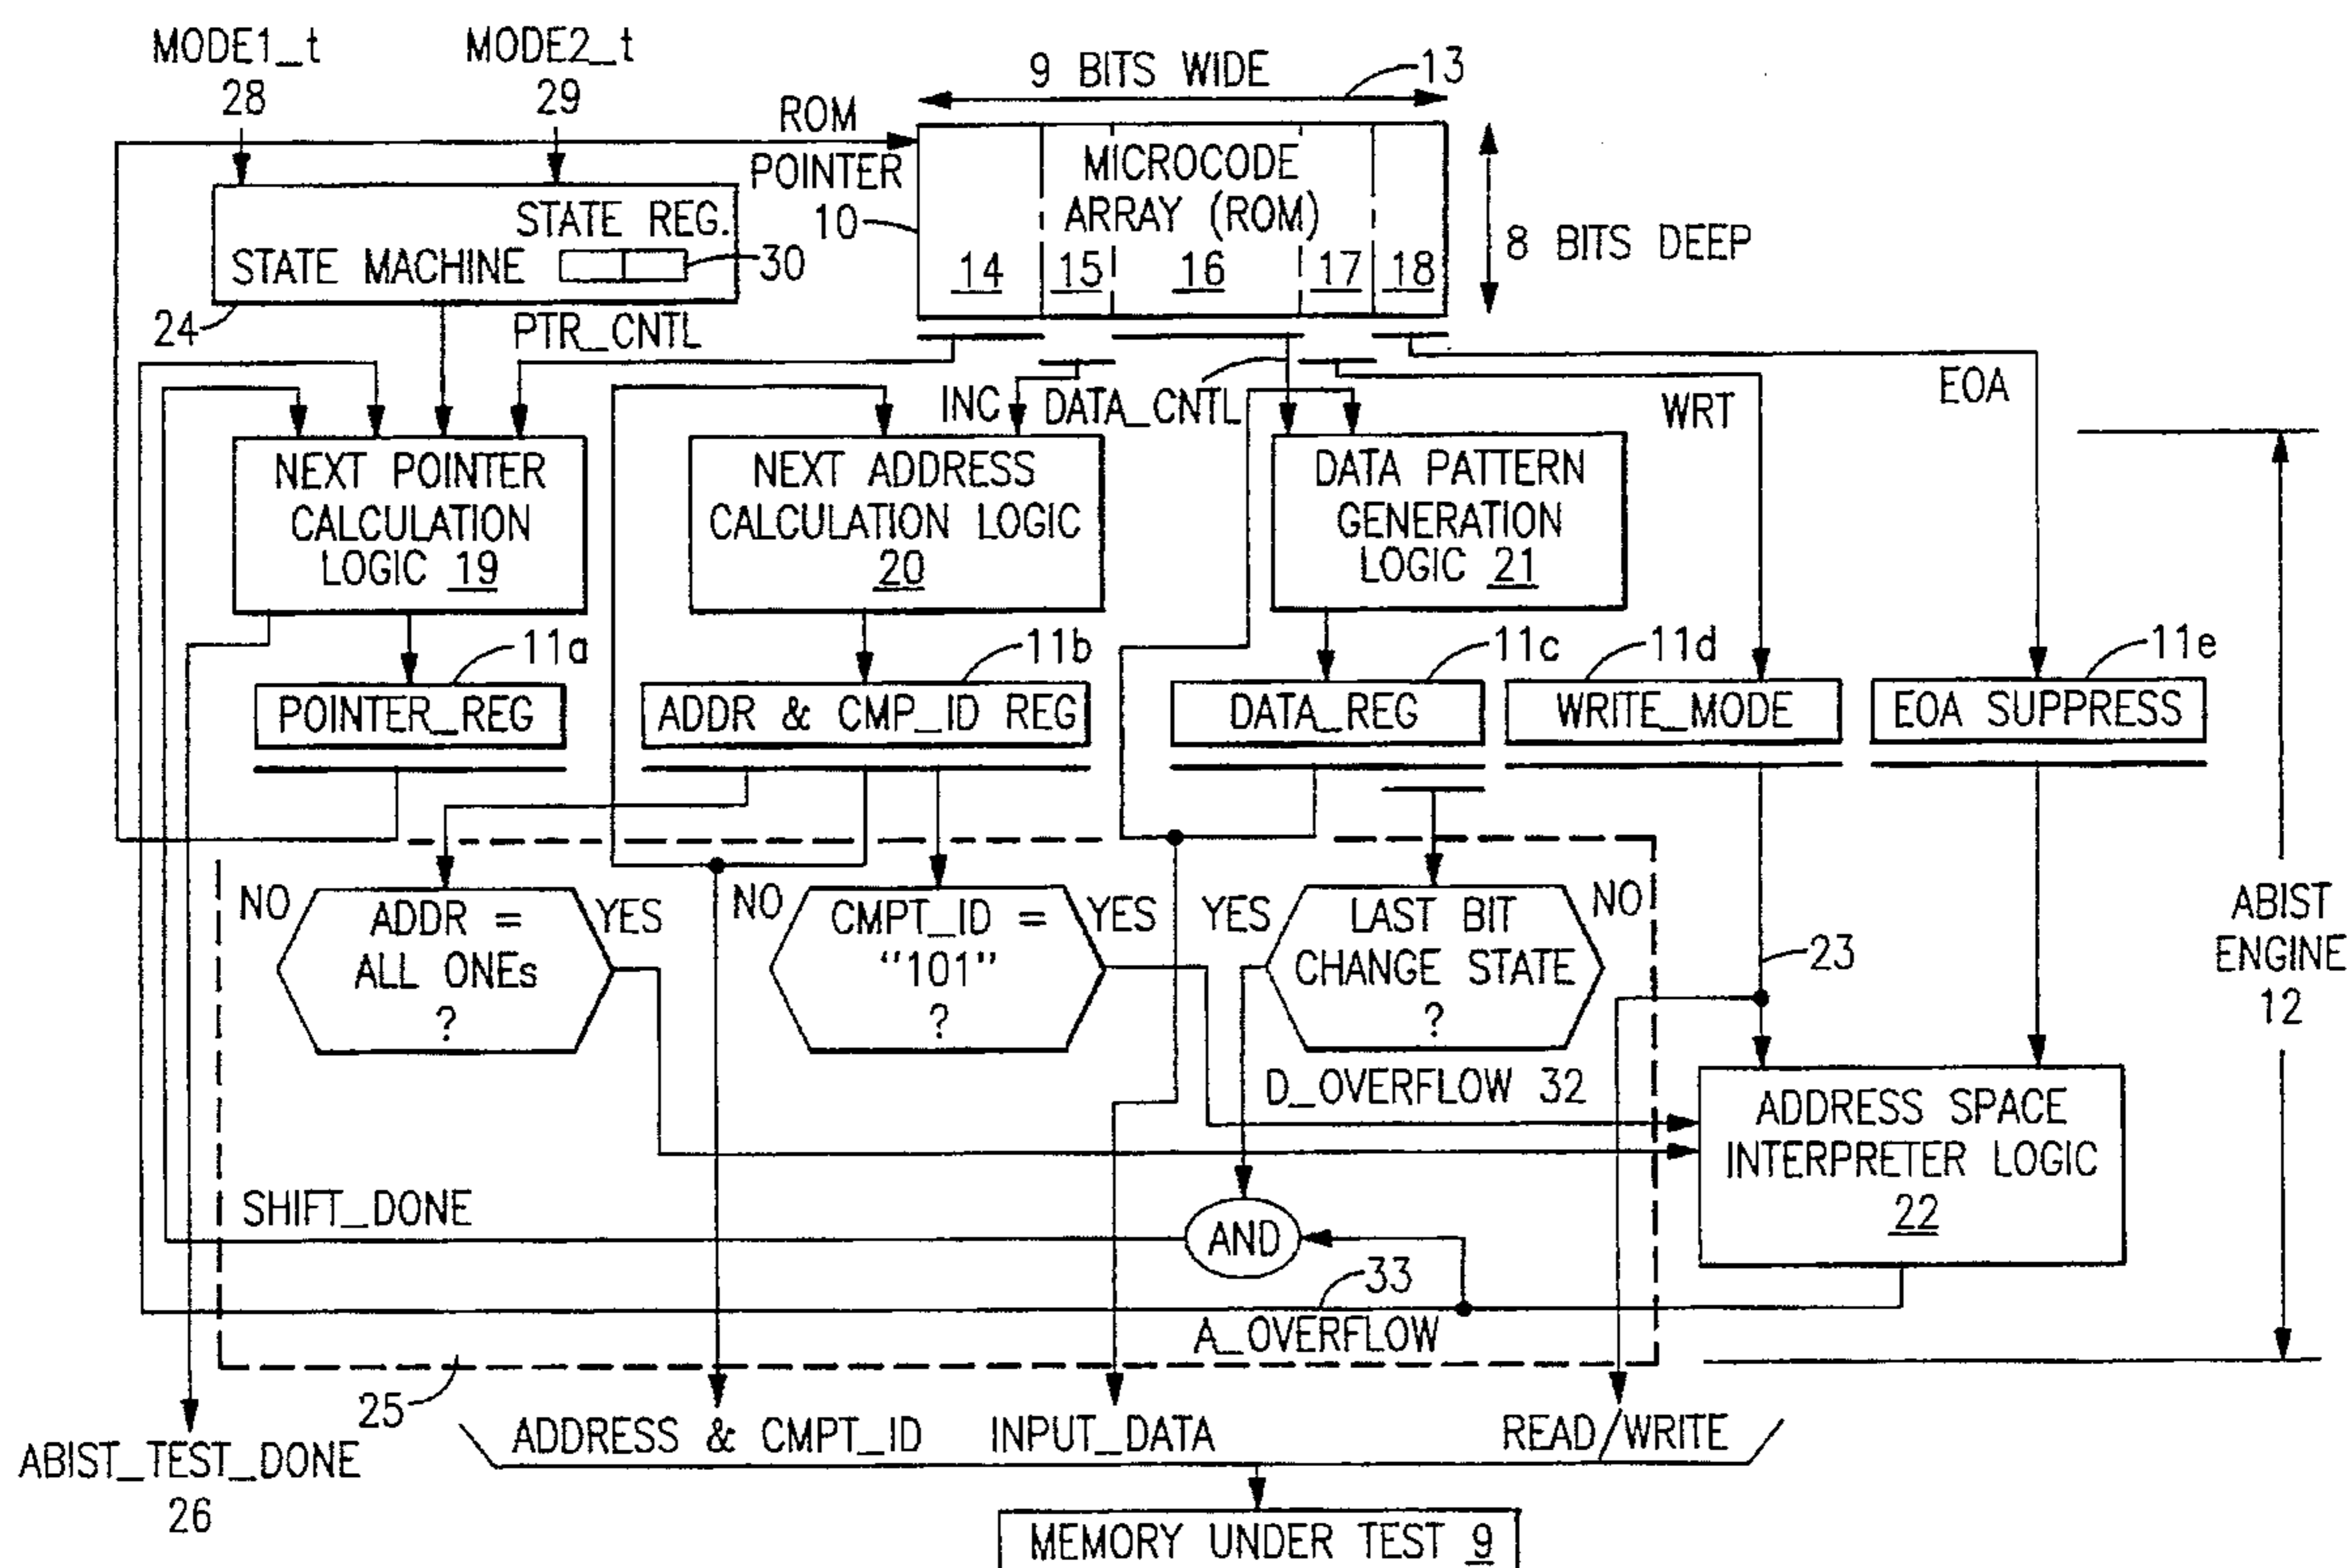 MODE1_t
28
MODE2_t
29
9 BITS WIDE
13
ROM
POINTER
10
MICROCODE
ARRAY (ROM)
14
15
16
17
18
8 BITS DEEP
STATE REG.
STATE MACHINE
30
24
PTR_CNTL
INC
DATA_CNTL
WRT
EOA
NEXT POINTER
CALCULATION
LOGIC 19
NEXT ADDRESS
CALCULATION LOGIC
20
DATA PATTERN
GENERATION
LOGIC 21
11a
11b
11c
11d
11e
POINTER_REG
ADDR & CMP_ID REG
DATA_REG
WRITE_MODE
EOA SUPPRESS
NO
ADDR =
ALL ONEs
?
YES
NO
CMPT_ID =
"101"
?
YES
YES
LAST BIT
CHANGE STATE
?
NO
23
ABIST
ENGINE
12
D_OVERFLOW 32
ADDRESS SPACE
INTERPRETER LOGIC
22
SHIFT_DONE
AND
33
A_OVERFLOW
25
ABIST_TEST_DONE
26
ADDRESS & CMPT_ID
INPUT_DATA
READ/WRITE
MEMORY UNDER TEST 9